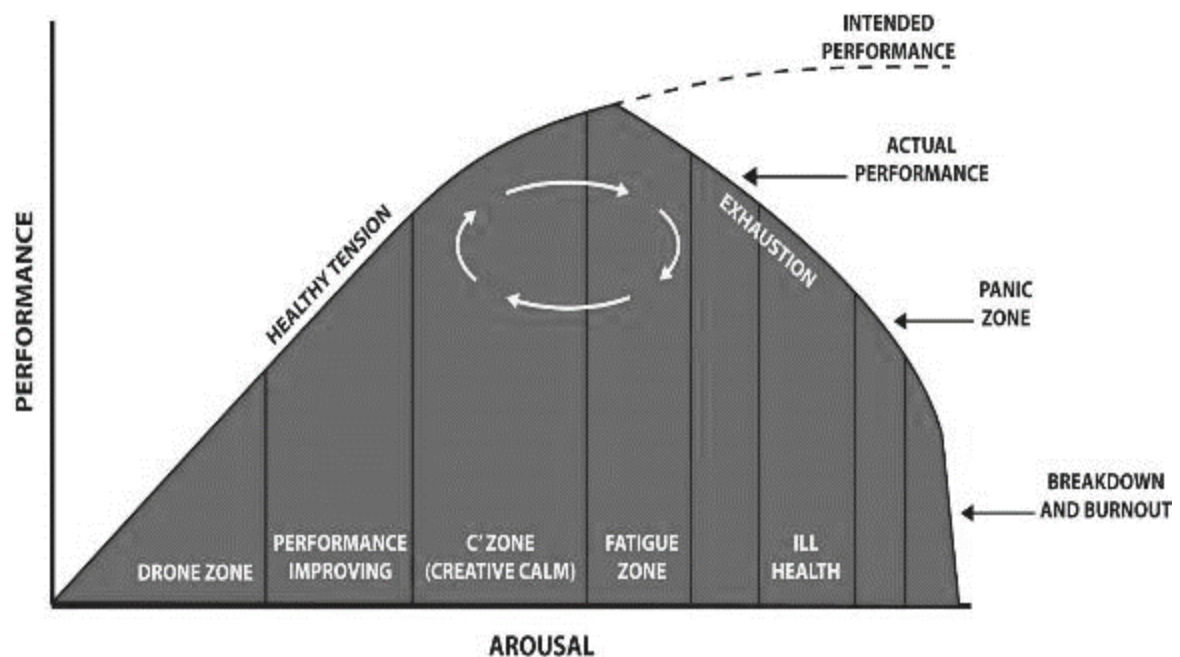 INTENDED
PERFORMANCE
ACTUAL
PERFORMANCE
EXHAUSTION
HEALTHY TENSION
PERFORMANCE
PANIC
ZONE
BREAKDOWN
AND BURNOUT
DRONE ZONE
PERFORMANCE
IMPROVING
C' ZONE
(CREATIVE CALM)
FATIGUE
ZONE
ILL
HEALTH
AROUSAL